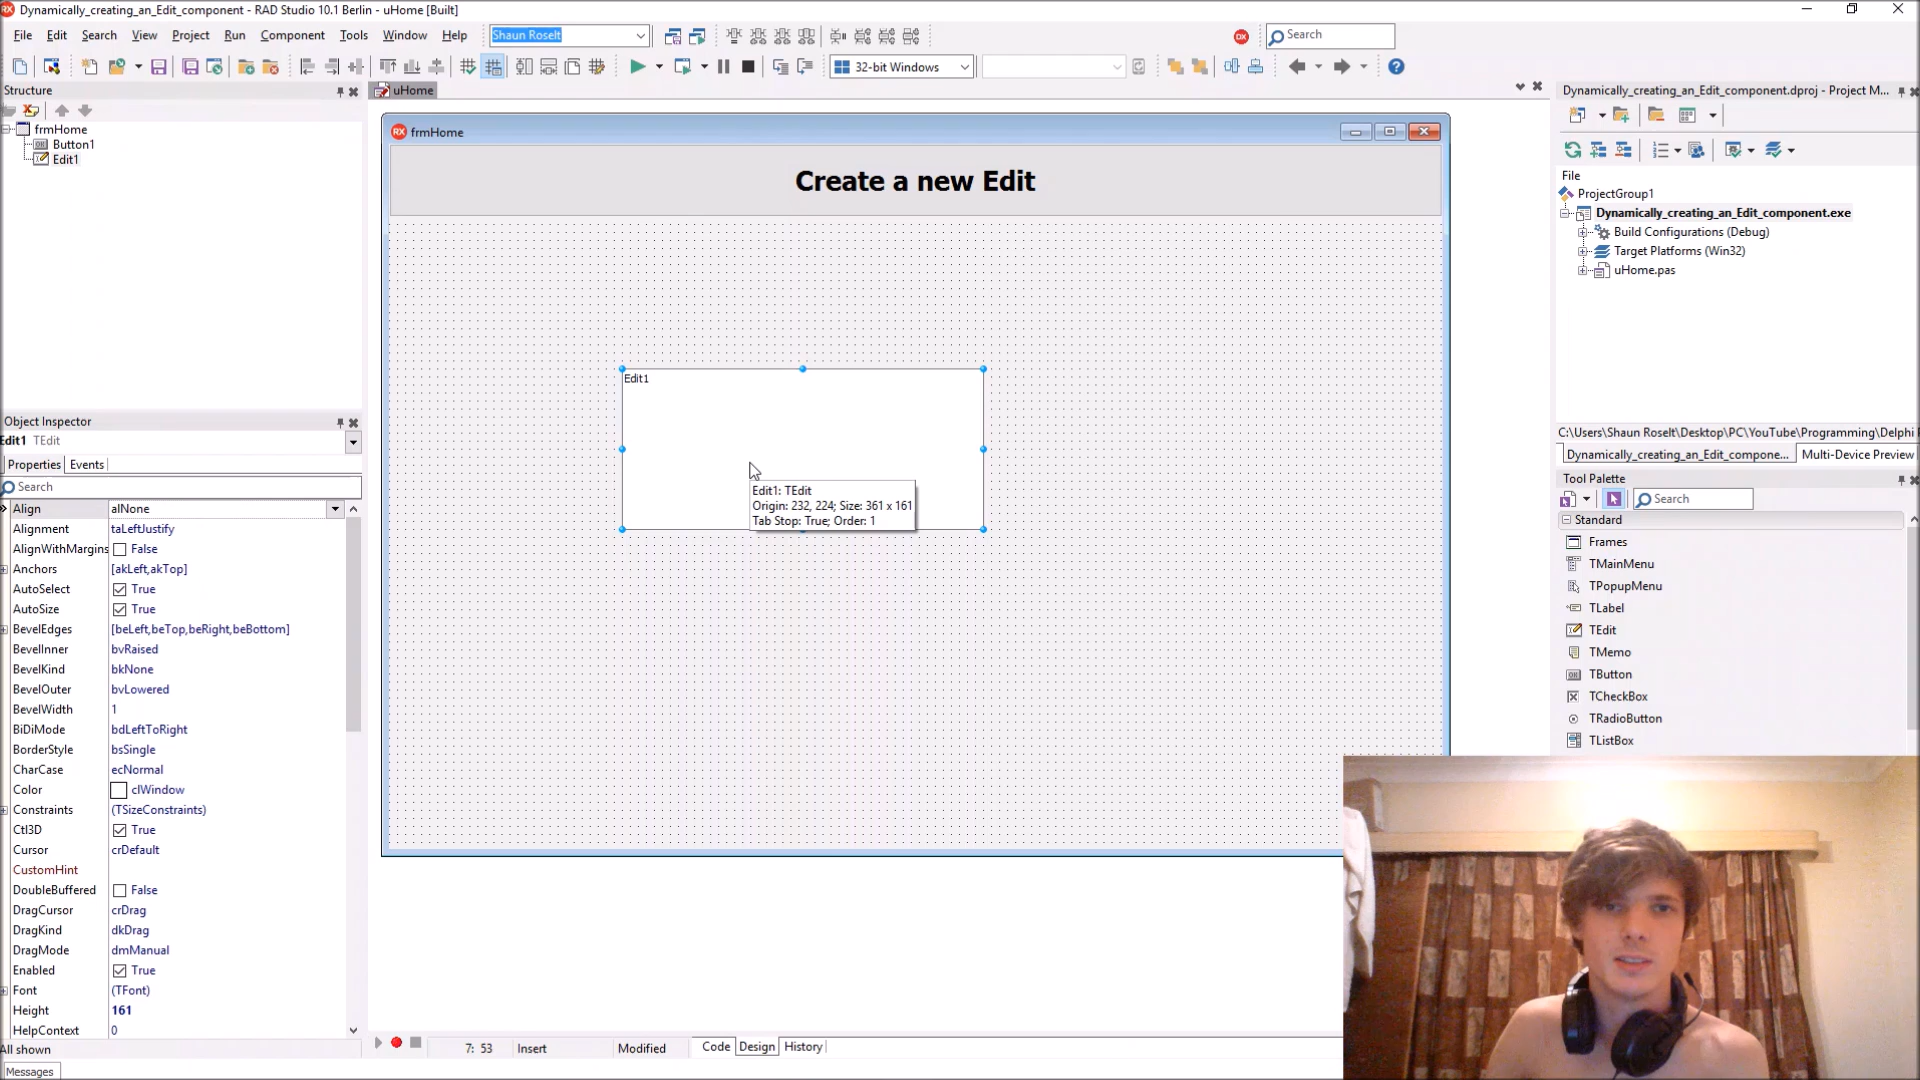 Dynamically_creating_an_Edit_component - RAD Studio 10.1 Berlin - uHome [Built]
File Edit Search View Project Run Component Tools Window Help
Shaun Roselt
Search
32-bit Windows
Structure
frmHome
Button1
Edit1
uHome
frmHome
Create a new Edit
Edit1
Edit1: TEdit
Origin: 232, 224; Size: 361 x 161
Tab Stop: True; Order: 1
Object Inspector
Edit1 TEdit
Properties Events
Search
Align alNone
Alignment taLeftJustify
AlignWithMargins False
Anchors [akLeft,akTop]
AutoSelect True
AutoSize True
BevelEdges [beLeft,beTop,beRight,beBottom]
BevelInner bvRaised
BevelKind bkNone
BevelOuter bvLowered
BevelWidth 1
BiDiMode bdLeftToRight
BorderStyle bsSingle
CharCase ecNormal
Color clWindow
Constraints (TSizeConstraints)
Ctl3D True
Cursor crDefault
CustomHint
DoubleBuffered False
DragCursor crDrag
DragKind dkDrag
DragMode dmManual
Enabled True
Font (TFont)
Height 161
HelpContext 0
All shown
Messages
7: 53 Insert Modified Code Design History
Dynamically_creating_an_Edit_component.dproj - Project M...
File
ProjectGroup1
Dynamically_creating_an_Edit_component.exe
Build Configurations (Debug)
Target Platforms (Win32)
uHome.pas
C:\Users\Shaun Roselt\Desktop\PC\YouTube\Programming\Delphi
Dynamically_creating_an_Edit_compone... Multi-Device Preview
Tool Palette
Search
Standard
Frames
TMainMenu
TPopupMenu
TLabel
TEdit
TMemo
TButton
TCheckBox
TRadioButton
TListBox